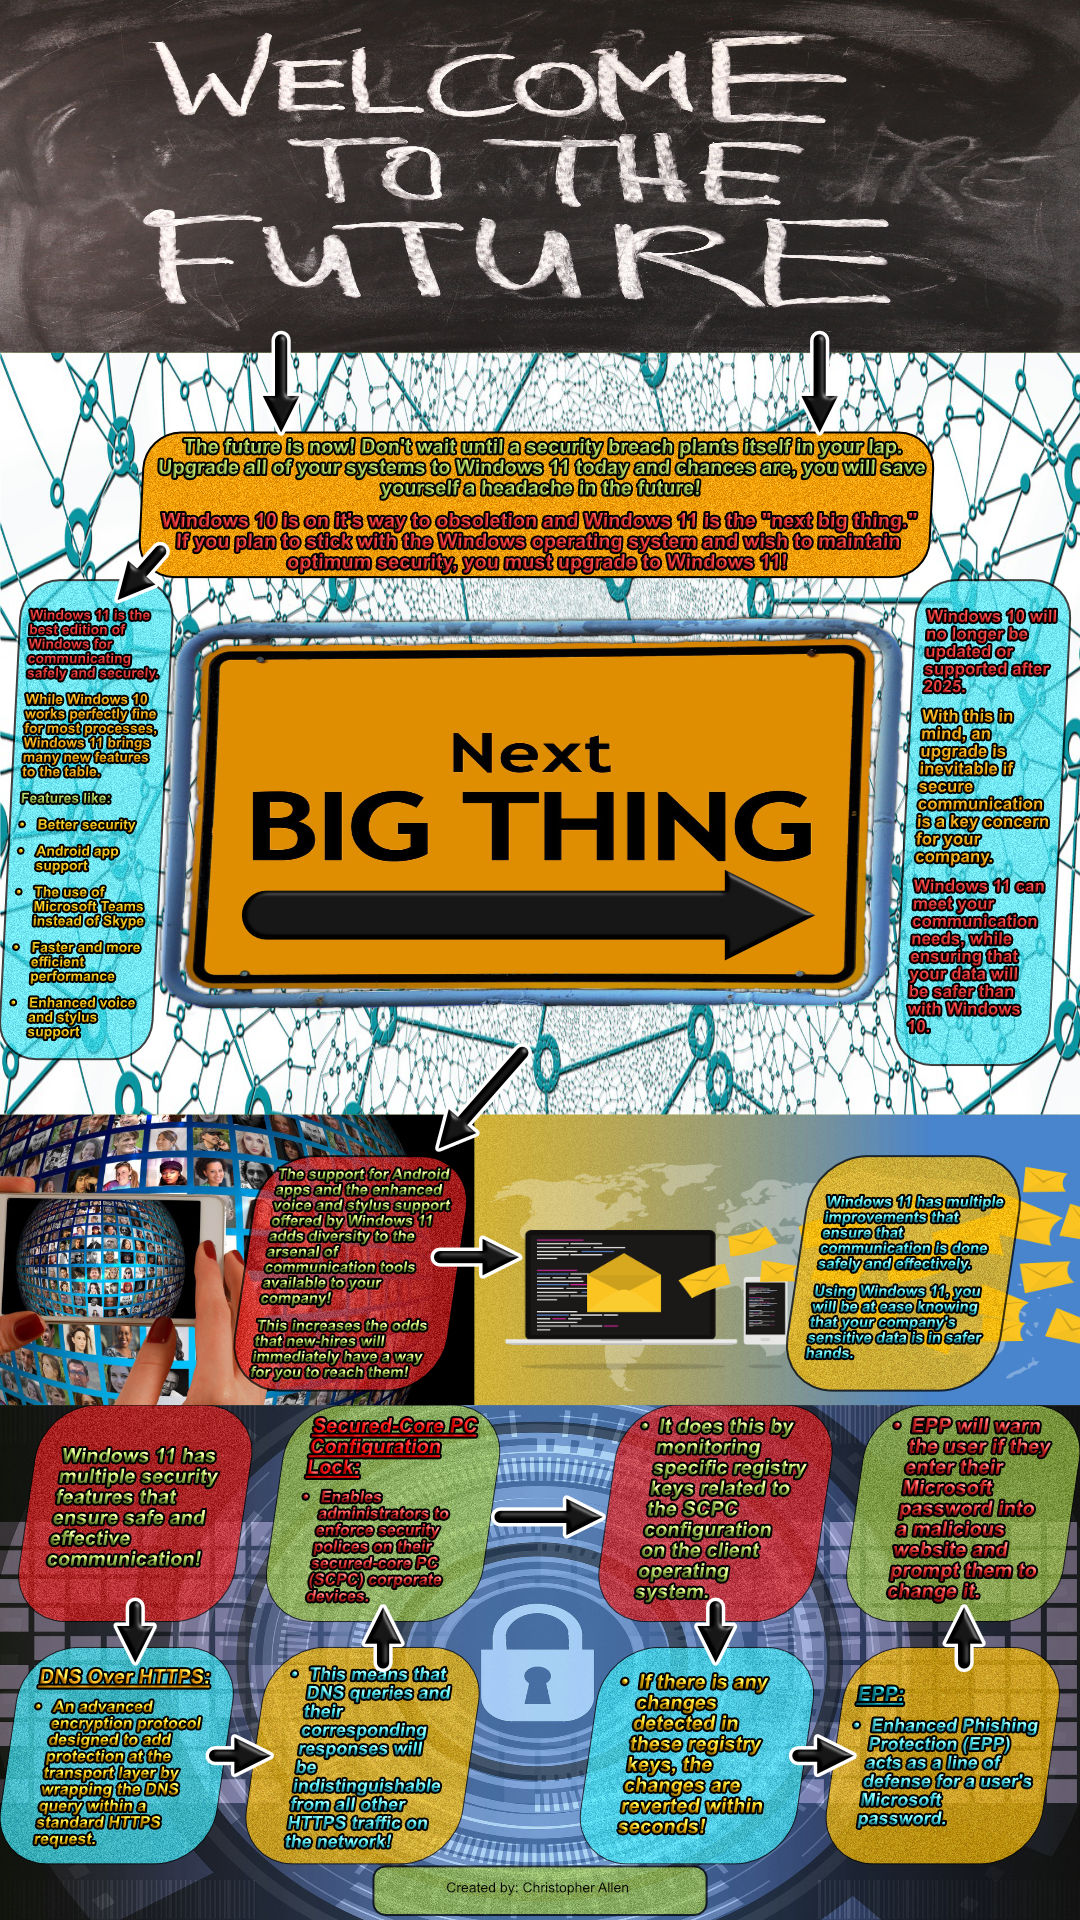 WELCOME
TO THE
FUTURE
The future is now! Don't wait until a security breach plants itself in your lap.
Upgrade all of your systems to Windows 11 today and chances are, you will save
yourself a headache in the future!
Windows 10 is on it's way to obsoletion and Windows 11 is the "next big thing."
If you plan to stick with the Windows operating system and wish to maintain
optimum security, you must upgrade to Windows 11!
Windows 11 is the
best edition of
Windows for
communicating
safely and securely.
While Windows 10
works perfectly fine
for most processes,
Windows 11 brings
many new features
to the table.
Features like:
• Better security
• Android app
support
• The use of
Microsoft Teams
instead of Skype
• Faster and more
efficient
performance
• Enhanced voice
and stylus
support
Next
BIG THING
Windows 10 will
no longer be
updated or
supported after
2025.
With this in
mind, an
upgrade is
inevitable if
secure
communication
is a key concern
for your
company.
Windows 11 can
meet your
communication
needs, while
ensuring that
your data will
be safer than
with Windows
10.
The support for Android
apps and the enhanced
voice and stylus support
offered by Windows 11
adds diversity to the
arsenal of
communication tools
available to your
company!
This increases the odds
that new-hires will
immediately have a way
for you to reach them!
Windows 11 has multiple
improvements that
ensure that
communication is done
safely and effectively.
Using Windows 11, you
will be at ease knowing
that your company's
sensitive data is in safer
hands.
Windows 11 has
multiple security
features that
ensure safe and
effective
communication!
DNS Over HTTPS:
• An advanced
encryption protocol
designed to add
protection at the
transport layer by
wrapping the DNS
query within a
standard HTTPS
request.
• This means that
DNS queries and
their
corresponding
responses will
be
indistinguishable
from all other
HTTPS traffic on
the network!
Secured-Core PC
Configuration
Lock:
• Enables
administrators to
enforce security
polices on their
secured-core PC
(SCPC) corporate
devices.
• It does this by
monitoring
specific registry
keys related to
the SCPC
configuration
on the client
operating
system.
• If there is any
changes
detected in
these registry
keys, the
changes are
reverted within
seconds!
EPP:
• Enhanced Phishing
Protection (EPP)
acts as a line of
defense for a user's
Microsoft
password.
• EPP will warn
the user if they
enter their
Microsoft
password into
a malicious
website and
prompt them to
change it.
Created by: Christopher Allen